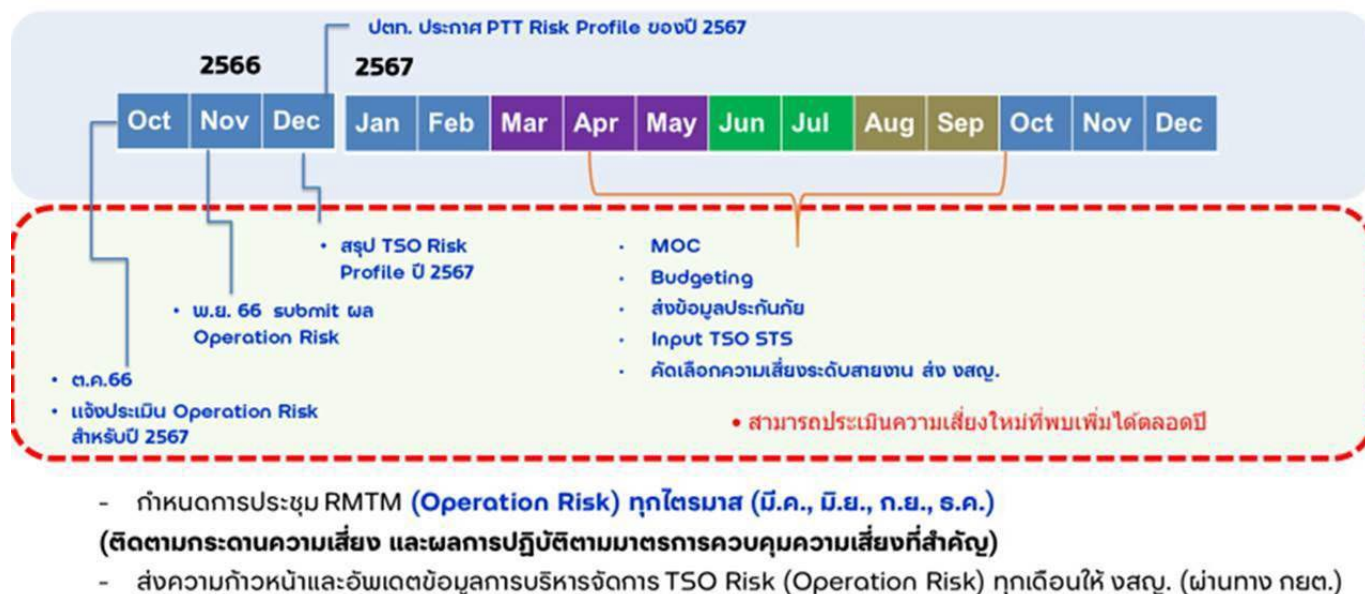 ปตท. ประกาศ PTT Risk Profile ของปี 2567
2566
2567
Oct Nov Dec Jan Feb Mar Apr May Jun Jul Aug Sep Oct Nov Dec
• สรุป TSO Risk
Profile ปี 2567
• พ.ย. 66 submit ผล
Operation Risk
• ต.ค.66
• แจ้งประเมิน Operation Risk
สำหรับปี 2567
• MOC
• Budgeting
• ส่งข้อมูลประกันภัย
• Input TSO STS
• คัดเลือกความเสี่ยงระดับสายงาน ส่ง งสญ.
• สามารถประเมินความเสี่ยงใหม่ที่พบเพิ่มได้ตลอดปี
- กำหนดการประชุม RMTM (Operation Risk) ทุกไตรมาส (มี.ค., มิ.ย., ก.ย., ธ.ค.)
(ติดตามกระดานความเสี่ยง และผลการปฏิบัติตามมาตรการควบคุมความเสี่ยงที่สำคัญ)
- ส่งความก้าวหน้าและอัพเดตข้อมูลการบริหารจัดการ TSO Risk (Operation Risk) ทุกเดือนให้ งสญ. (ผ่านทาง กยต.)